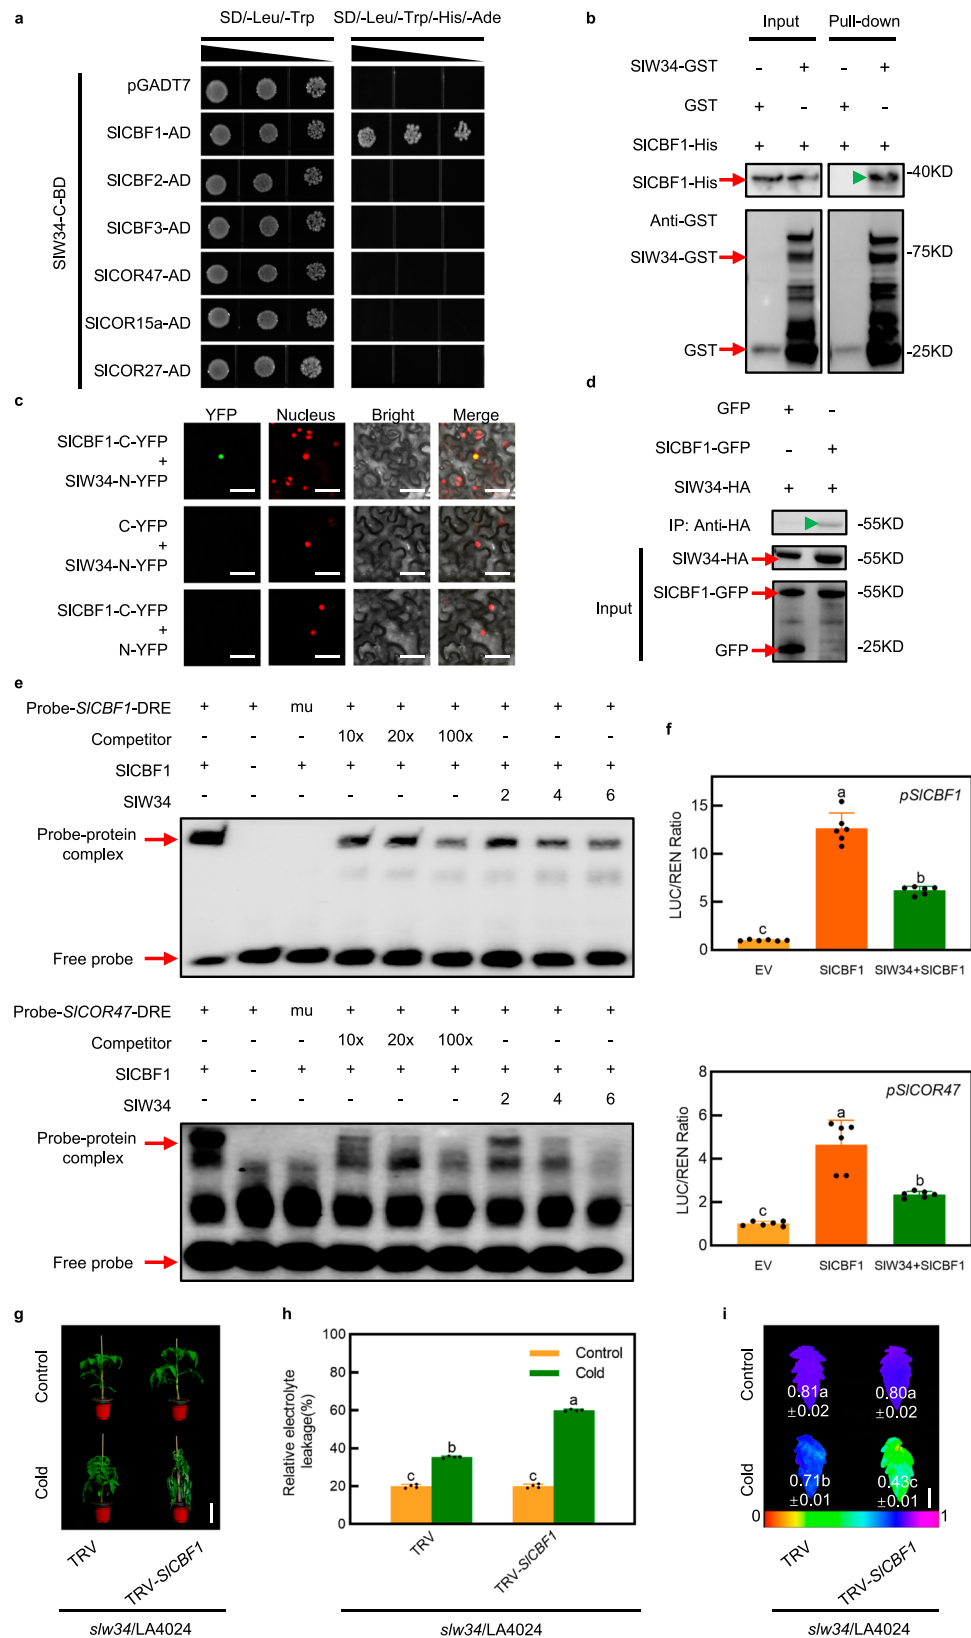 a
SD/-Leu/-Trp
SD/-Leu/-Trp/-His/-Ade
SlW34-C-BD
pGADT7
SlCBF1-AD
SlCBF2-AD
SlCBF3-AD
SlCOR47-AD
SlCOR15a-AD
SlCOR27-AD
b
Input Pull-down
SlW34-GST - + - +
GST + - + -
SlCBF1-His + + + +
SlCBF1-His -40KD
Anti-GST
SlW34-GST -75KD
GST -25KD
c
YFP Nucleus Bright Merge
SlCBF1-C-YFP
+
SlW34-N-YFP
C-YFP
+
SlW34-N-YFP
SlCBF1-C-YFP
+
N-YFP
d
GFP + -
SlCBF1-GFP - +
SlW34-HA + +
IP: Anti-HA -55KD
Input
SlW34-HA -55KD
SlCBF1-GFP -55KD
GFP -25KD
e
Probe-SlCBF1-DRE + + mu + + + + + +
Competitor - - - 10x 20x 100x - - -
SlCBF1 + - + + + + + + +
SlW34 - - - - - - 2 4 6
Probe-protein
complex
Free probe
Probe-SlCOR47-DRE + + mu + + + + + +
Competitor - - - 10x 20x 100x - - -
SlCBF1 + - + + + + + + +
SlW34 - - - - - - 2 4 6
Probe-protein
complex
Free probe
f
pSlCBF1
LUC/REN Ratio
15
10
5
0
c a b
EV SlCBF1 SlW34+SlCBF1
pSlCOR47
LUC/REN Ratio
8
6
4
2
0
c a b
EV SlCBF1 SlW34+SlCBF1
g
Control
Cold
TRV TRV-SlCBF1
slw34/LA4024
h
Relative electrolyte
leakage(%)
100
80
60
40
20
0
Control
Cold
c b c a
TRV TRV-SlCBF1
slw34/LA4024
i
Control
Cold
0.81a 0.80a
±0.02 ±0.02
0.71b 0.43c
±0.01 ±0.01
0 1
TRV TRV-SlCBF1
slw34/LA4024